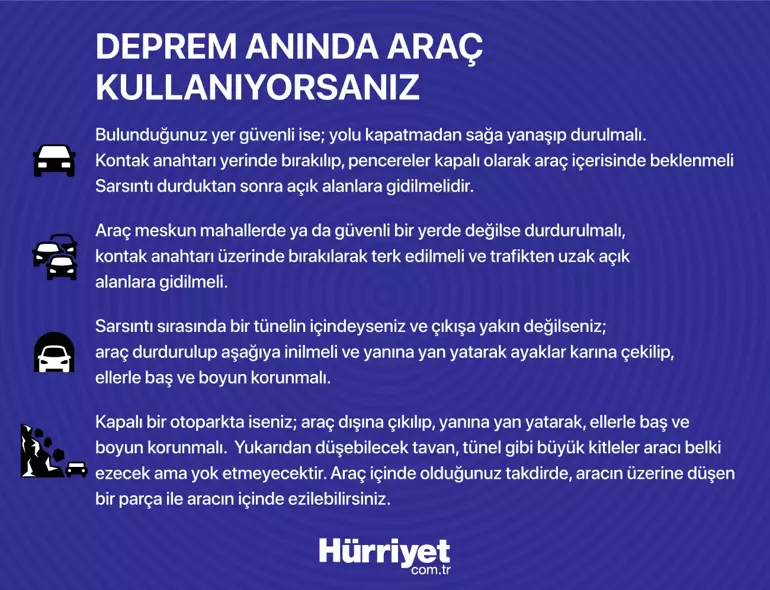 DEPREM ANINDA ARAÇ
KULLANIYORSANIZ
Bulunduğunuz yer güvenli ise; yolu kapatmadan sağa yanaşıp durulmalı.
Kontak anahtarı yerinde bırakılıp, pencereler kapalı olarak araç içerisinde beklenmeli
Sarsıntı durduktan sonra açık alanlara gidilmelidir.
Araç meskun mahallerde ya da güvenli bir yerde değilse durdurulmalı,
kontak anahtarı üzerinde bırakılarak terk edilmeli ve trafikten uzak açık
alanlara gidilmeli.
Sarsıntı sırasında bir tünelin içindeyseniz ve çıkışa yakın değilseniz;
araç durdurulup aşağıya inilmeli ve yanına yan yatarak ayaklar karına çekilip,
ellerle baş ve boyun korunmalı.
Kapalı bir otoparkta iseniz; araç dışına çıkılıp, yanına yan yatarak, ellerle baş ve
boyun korunmalı. Yukarıdan düşebilecek tavan, tünel gibi büyük kitleler aracı belki
ezecek ama yok etmeyecektir. Araç içinde olduğunuz takdirde, aracın üzerine düşen
bir parça ile aracın içinde ezilebilirsiniz.
Hürriyet
com.tr